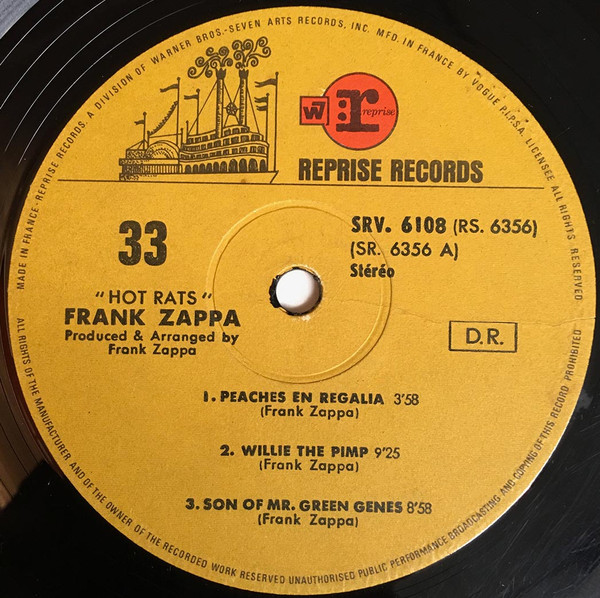 MADE IN FRANCE - REPRISE RECORDS, A DIVISION OF WARNER BROS.-SEVEN ARTS RECORDS, INC. MFD. IN FRANCE BY VOGUE P.I.P.S.A. LICENSEE ALL RIGHTS RESERVED
W7
r
reprise
REPRISE RECORDS
33
SRV. 6108 (RS. 6356)
(SR. 6356 A)
Stéréo
"HOT RATS"
FRANK ZAPPA
Produced & Arranged by
Frank Zappa
D.R.
1. PEACHES EN REGALIA 3'58
(Frank Zappa)
2. WILLIE THE PIMP 9'25
(Frank Zappa)
3. SON OF MR. GREEN GENES 8'58
(Frank Zappa)
ALL RIGHTS OF THE MANUFACTURER AND OF THE OWNER OF THE RECORDED WORK RESERVED UNAUTHORISED PUBLIC PERFORMANCE BROADCASTING AND COPYING OF THIS RECORD PROHIBITED